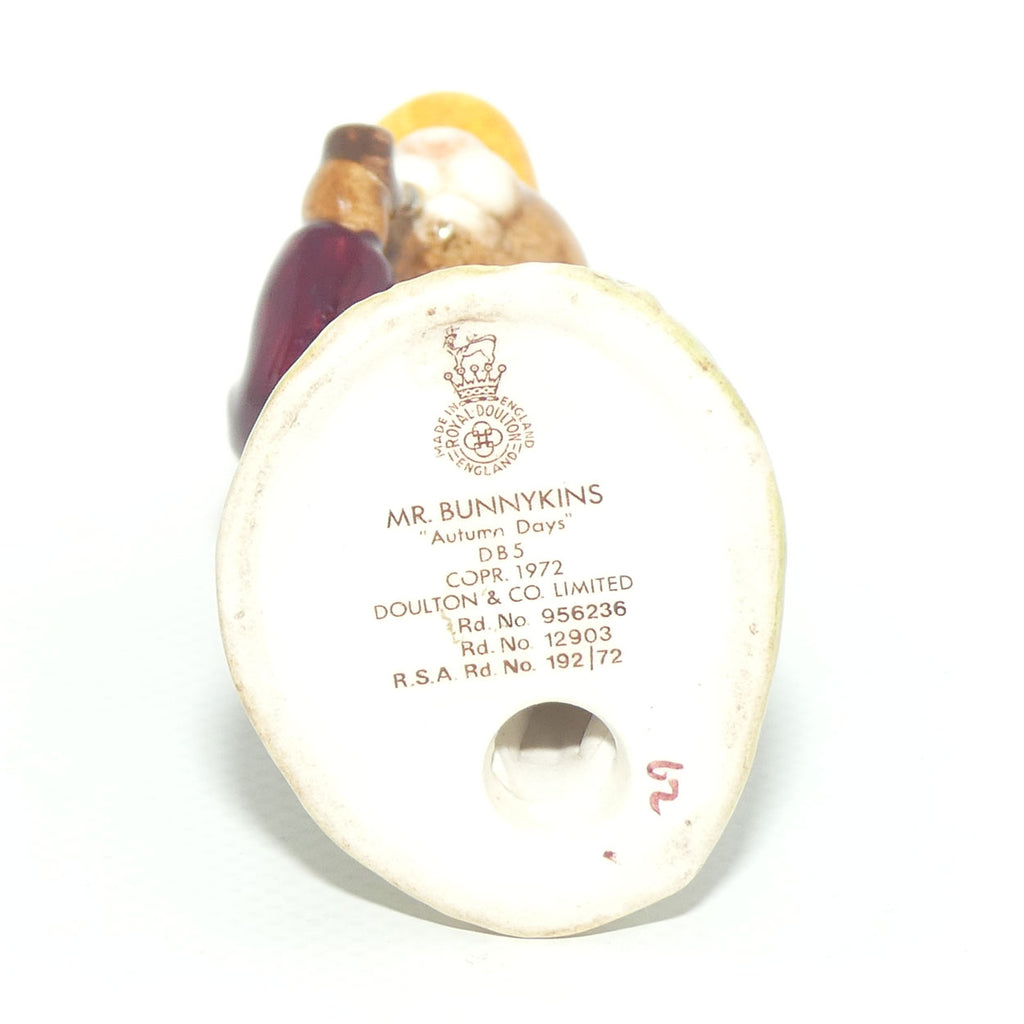 MADE IN ENGLAND
ROYAL·DOULTON
ENGLAND
MR. BUNNYKINS
"Autumn Days"
DB5
COPR. 1972
DOULTON & CO. LIMITED
Rd. No. 956236
Rd. No. 12903
R.S.A. Rd. No. 192/72